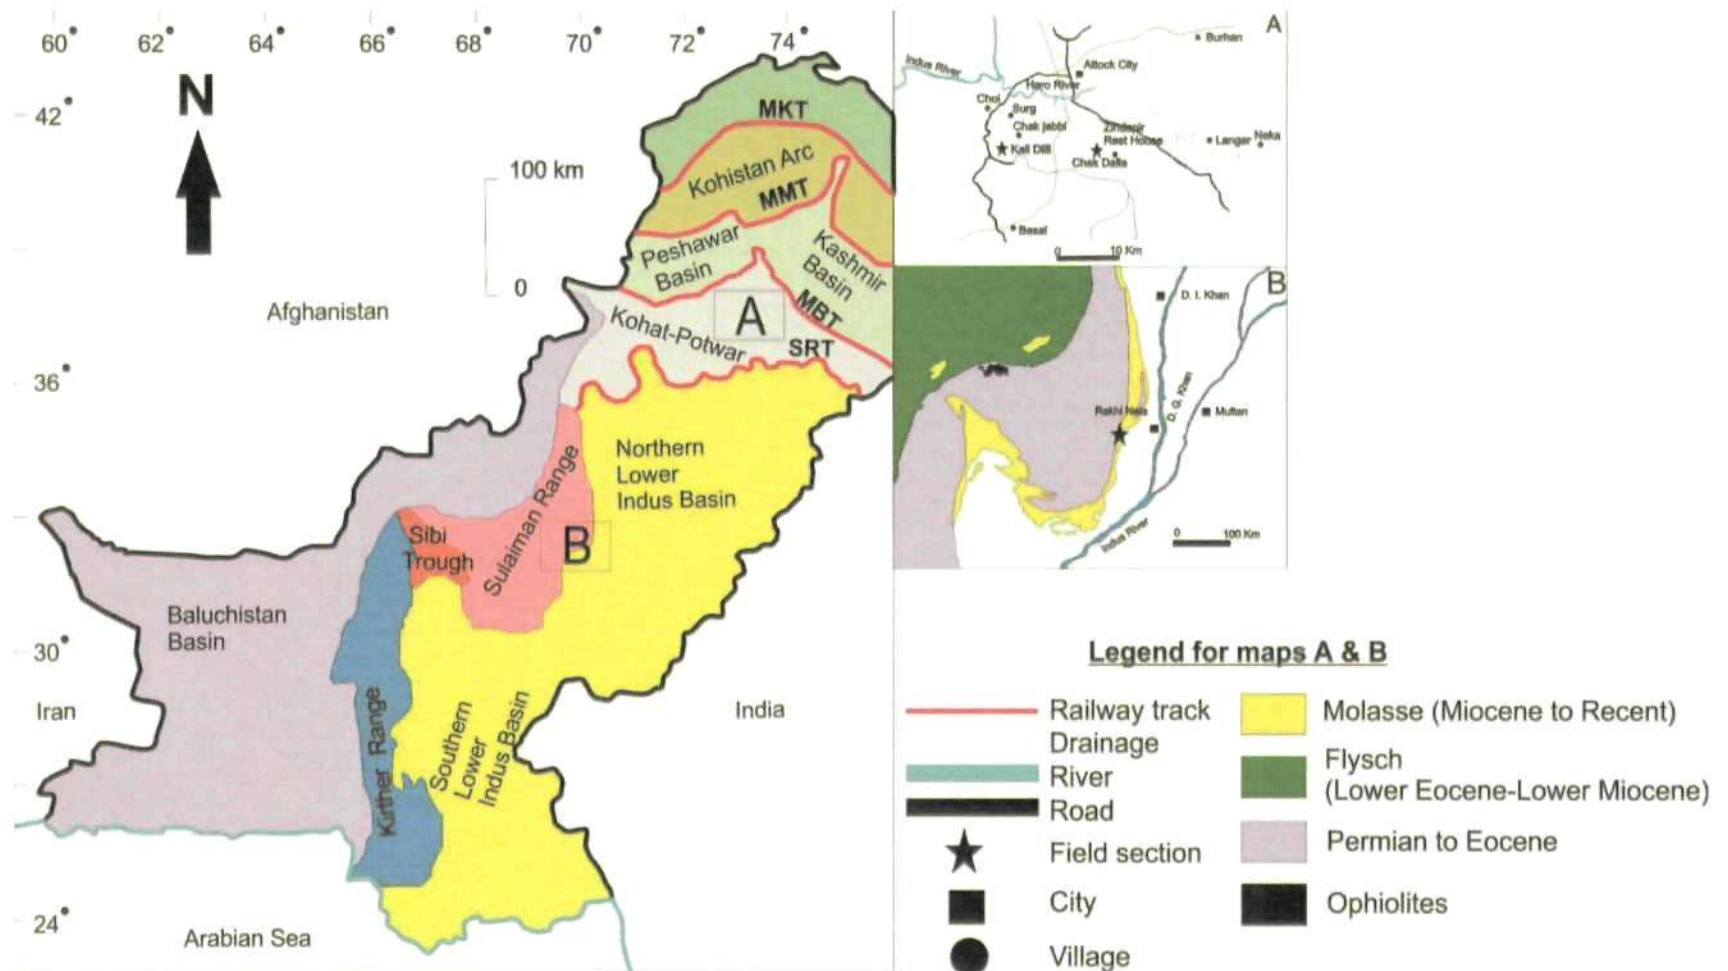 60° 62° 64° 66° 68° 70° 72° 74°
42°
36°
30°
24°
N
100 km
0
MKT
Kohistan Arc
MMT
Peshawar
Basin
Kashmir
Basin
MBT
A
Kohat-Potwar
SRT
Afghanistan
Northern
Lower
Indus Basin
Sulaiman Range
B
Sibi
Trough
Baluchistan
Basin
Kirther Range
Southern
Lower
Indus Basin
Iran
India
Arabian Sea
A
Burhan
Indus River
Attock City
Haro River
Choi
Surg
Chak Jabbi
Zindapir
Rest House
Langar
Neka
Kali Dilli
Chak Dalla
Basal
0 10 Km
B
D. I. Khan
D. G. Khan
Rakhi Nala
Multan
Indus River
0 100 Km
Legend for maps A & B
Railway track
Drainage
River
Road
Field section
City
Village
Molasse (Miocene to Recent)
Flysch
(Lower Eocene-Lower Miocene)
Permian to Eocene
Ophiolites